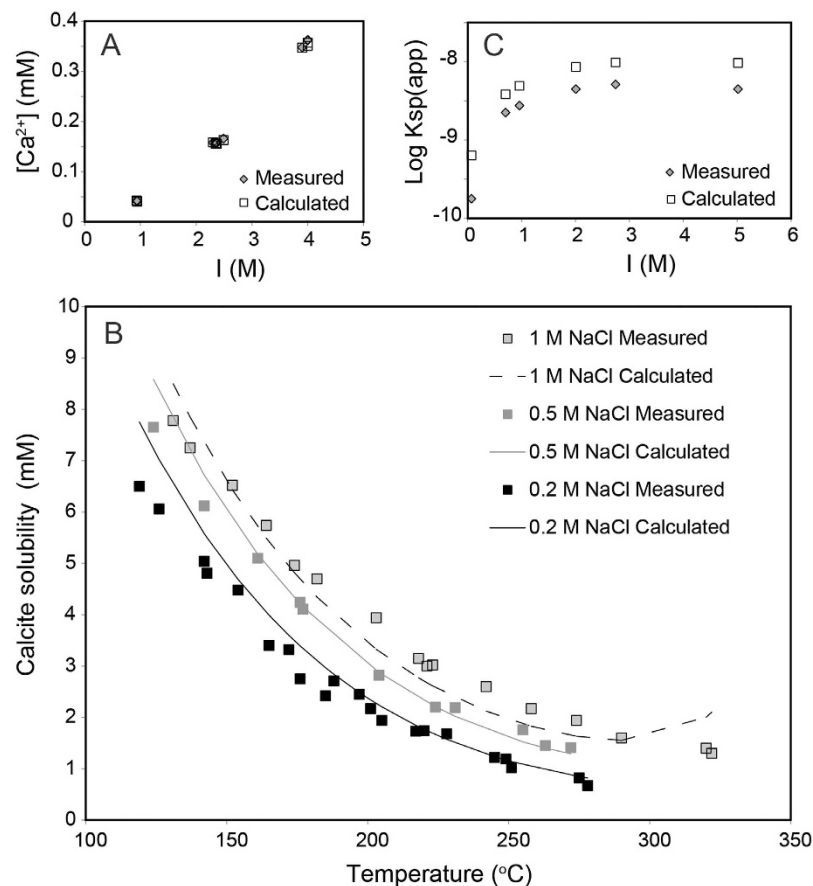 A
[Ca²⁺] (mM)
0.4
0.3
0.2
0.1
0
Measured
Calculated
0 1 2 3 4 5
I (M)
C
Log Ksp(app)
-8
-9
-10
Measured
Calculated
0 1 2 3 4 5 6
I (M)
B
Calcite solubility (mM)
10
9
8
7
6
5
4
3
2
1
0
1 M NaCl Measured
1 M NaCl Calculated
0.5 M NaCl Measured
0.5 M NaCl Calculated
0.2 M NaCl Measured
0.2 M NaCl Calculated
100 150 200 250 300 350
Temperature (°C)